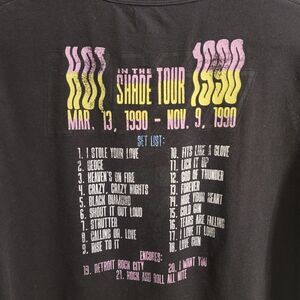 HOT IN THE SHADE TOUR 1990
MAR. 13, 1990 - NOV. 9, 1990
SET LIST:
1. I STOLE YOUR LOVE
2. DEUCE
3. HEAVEN'S ON FIRE
4. CRAZY, CRAZY NIGHTS
5. BLACK DIAMOND
6. SHOUT IT OUT LOUD
7. STRUTTER
8. CALLING DR. LOVE
9. RISE TO IT
10. FITS LIKE A GLOVE
11. LICK IT UP
12. GOD OF THUNDER
13. FOREVER
14. HIDE YOUR HEART
15. COLD GIN
16. TEARS ARE FALLING
17. I LOVE IT LOUD
18. LOVE GUN
ENCORES:
19. DETROIT ROCK CITY 20. I WANT YOU
21. ROCK AND ROLL ALL NITE